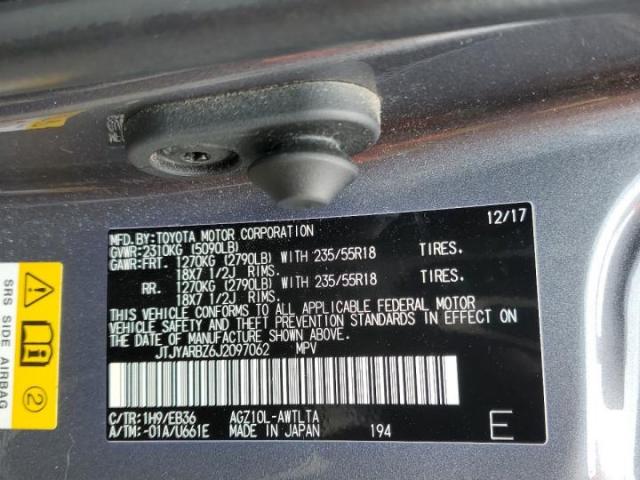 12/17
MFD.BY:TOYOTA MOTOR CORPORATION
GVWR:2310KG (5090LB)
GAWR:FRT. 1270KG (2790LB) WITH 235/55R18 TIRES.
18X7 1/2J RIMS.
RR. 1270KG (2790LB) WITH 235/55R18 TIRES.
18X7 1/2J RIMS.
THIS VEHICLE CONFORMS TO ALL APPLICABLE FEDERAL MOTOR
VEHICLE SAFETY AND THEFT PREVENTION STANDARDS IN EFFECT ON
THE DATE OF MANUFACTURE SHOWN ABOVE.
JTJYARBZ6J2097062 MPV
C/TR:1H9/EB36 AGZ10L-AWTLTA
A/TM:-01A/U661E MADE IN JAPAN 194 E
SRS SIDE AIRBAG
2